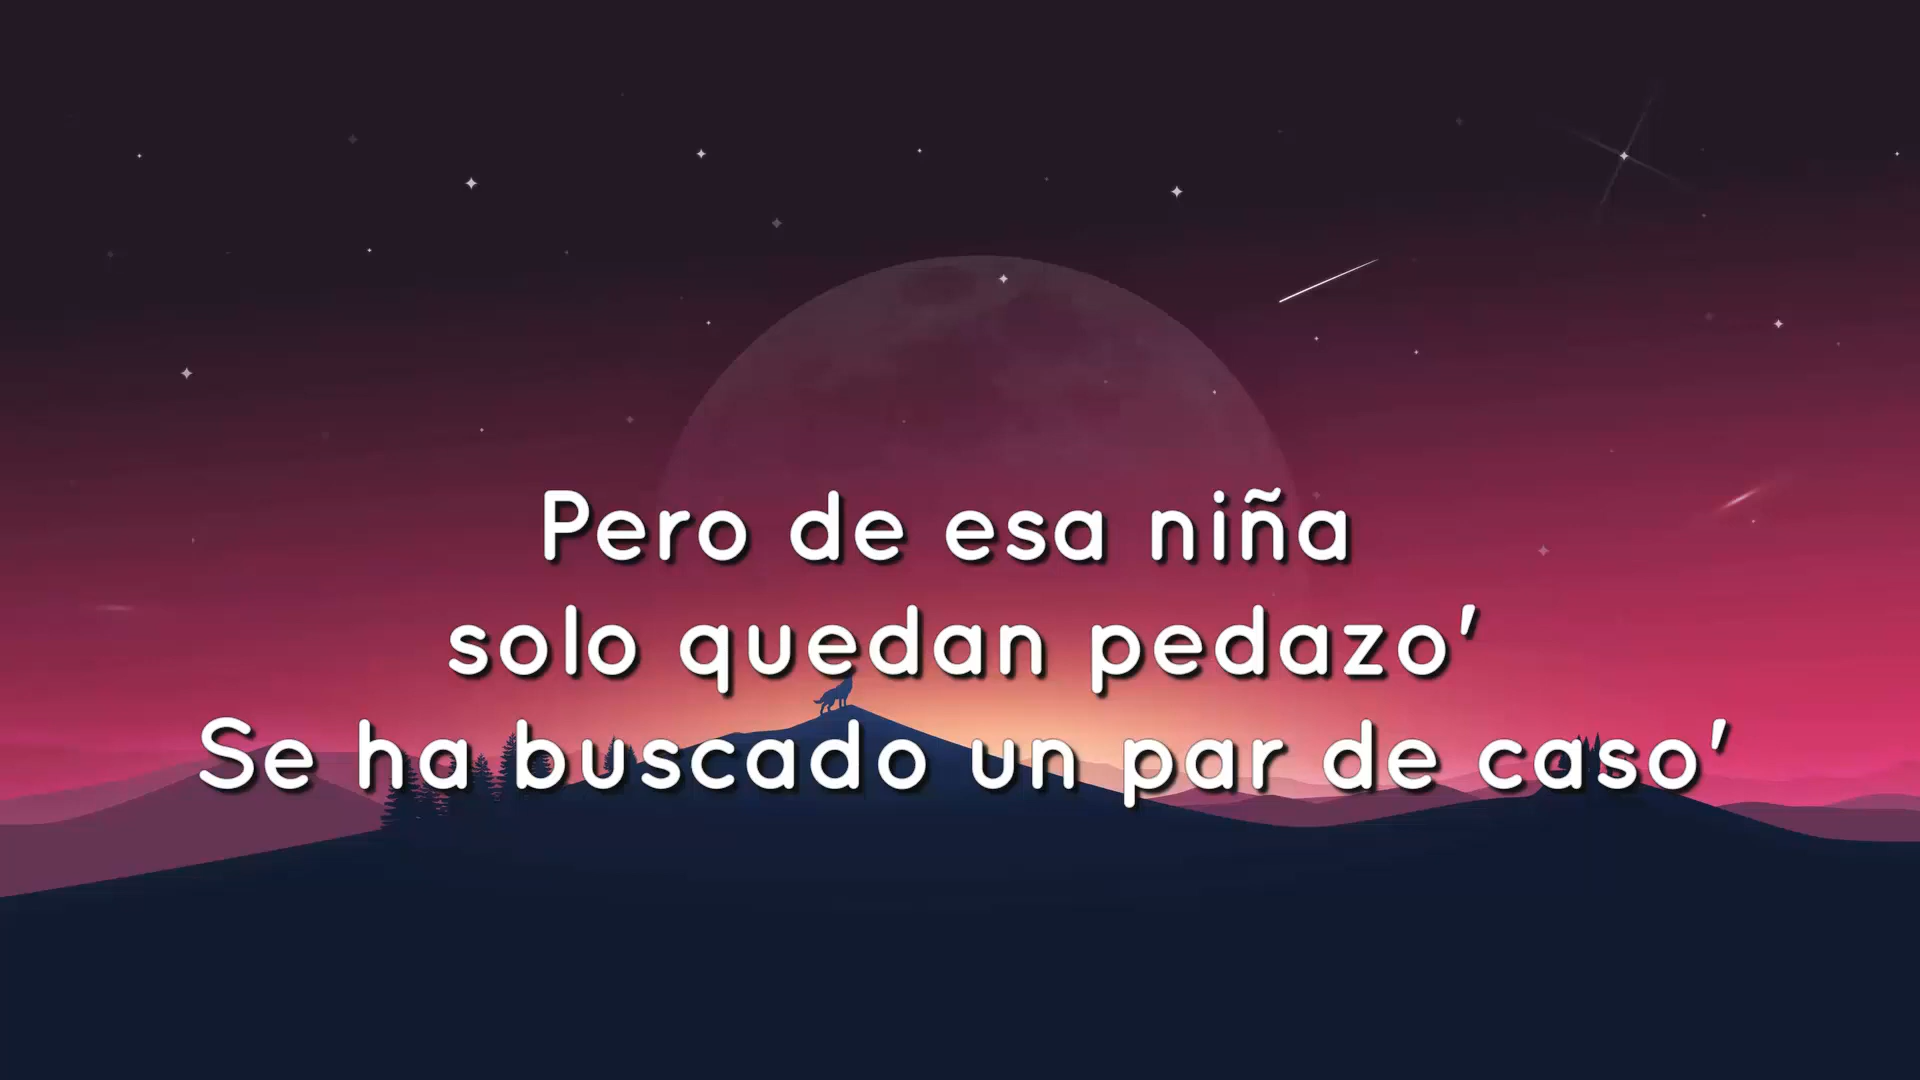 Pero de esa niña
solo quedan pedazo'
Se ha buscado un par de caso'